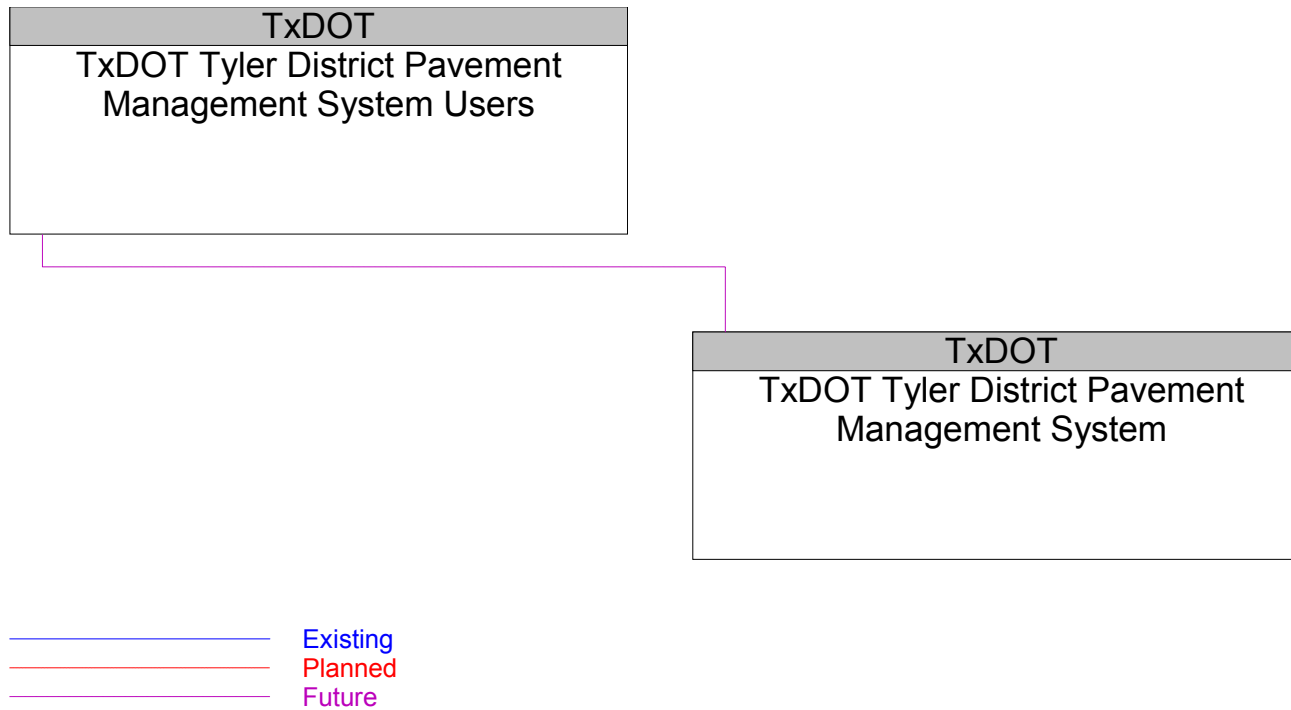 TxDOT
TxDOT Tyler District Pavement
Management System Users
TxDOT
TxDOT Tyler District Pavement
Management System
Existing
Planned
Future